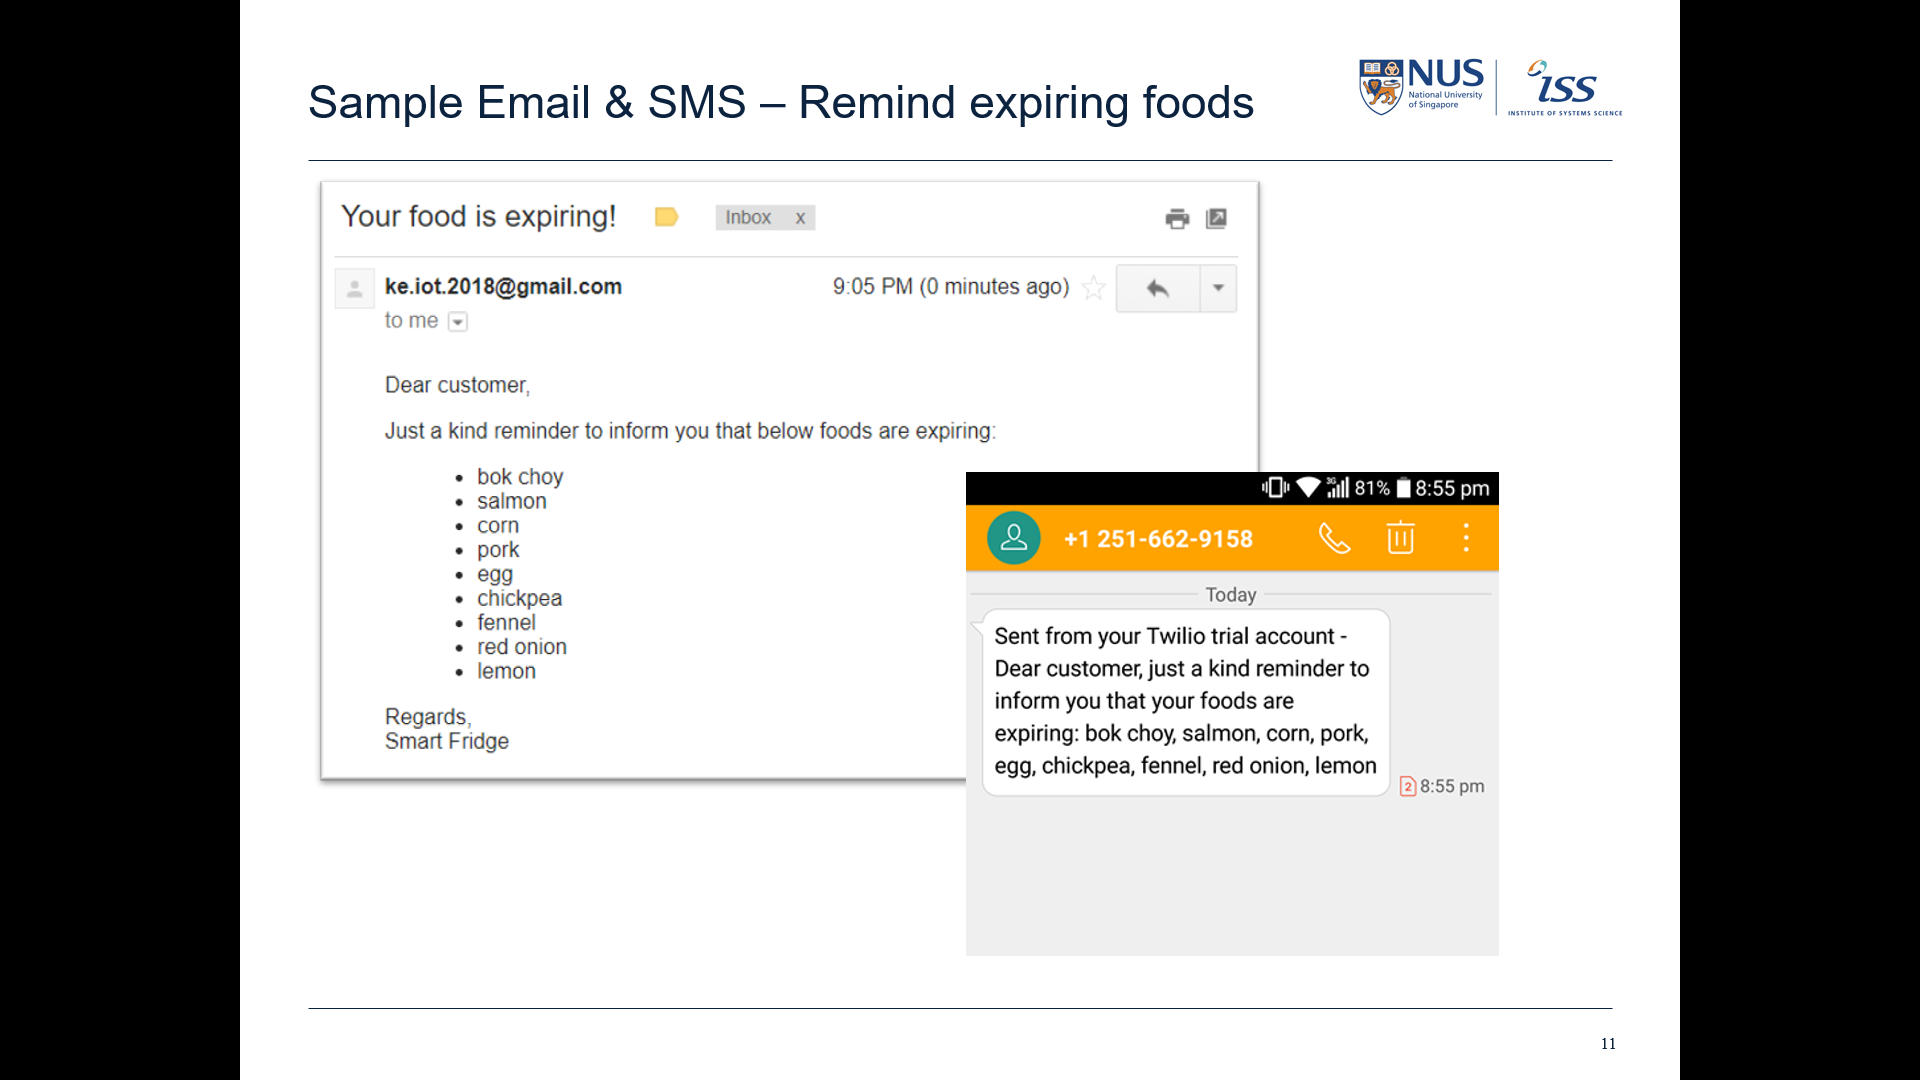 Sample Email & SMS – Remind expiring foods
NUS
National University
of Singapore
iss
INSTITUTE OF SYSTEMS SCIENCE
Your food is expiring!
Inbox x
ke.iot.2018@gmail.com
9:05 PM (0 minutes ago)
to me
Dear customer,
Just a kind reminder to inform you that below foods are expiring:
• bok choy
• salmon
• corn
• pork
• egg
• chickpea
• fennel
• red onion
• lemon
Regards,
Smart Fridge
3G 81% 8:55 pm
+1 251-662-9158
Today
Sent from your Twilio trial account -
Dear customer, just a kind reminder to
inform you that your foods are
expiring: bok choy, salmon, corn, pork,
egg, chickpea, fennel, red onion, lemon
2 8:55 pm
11